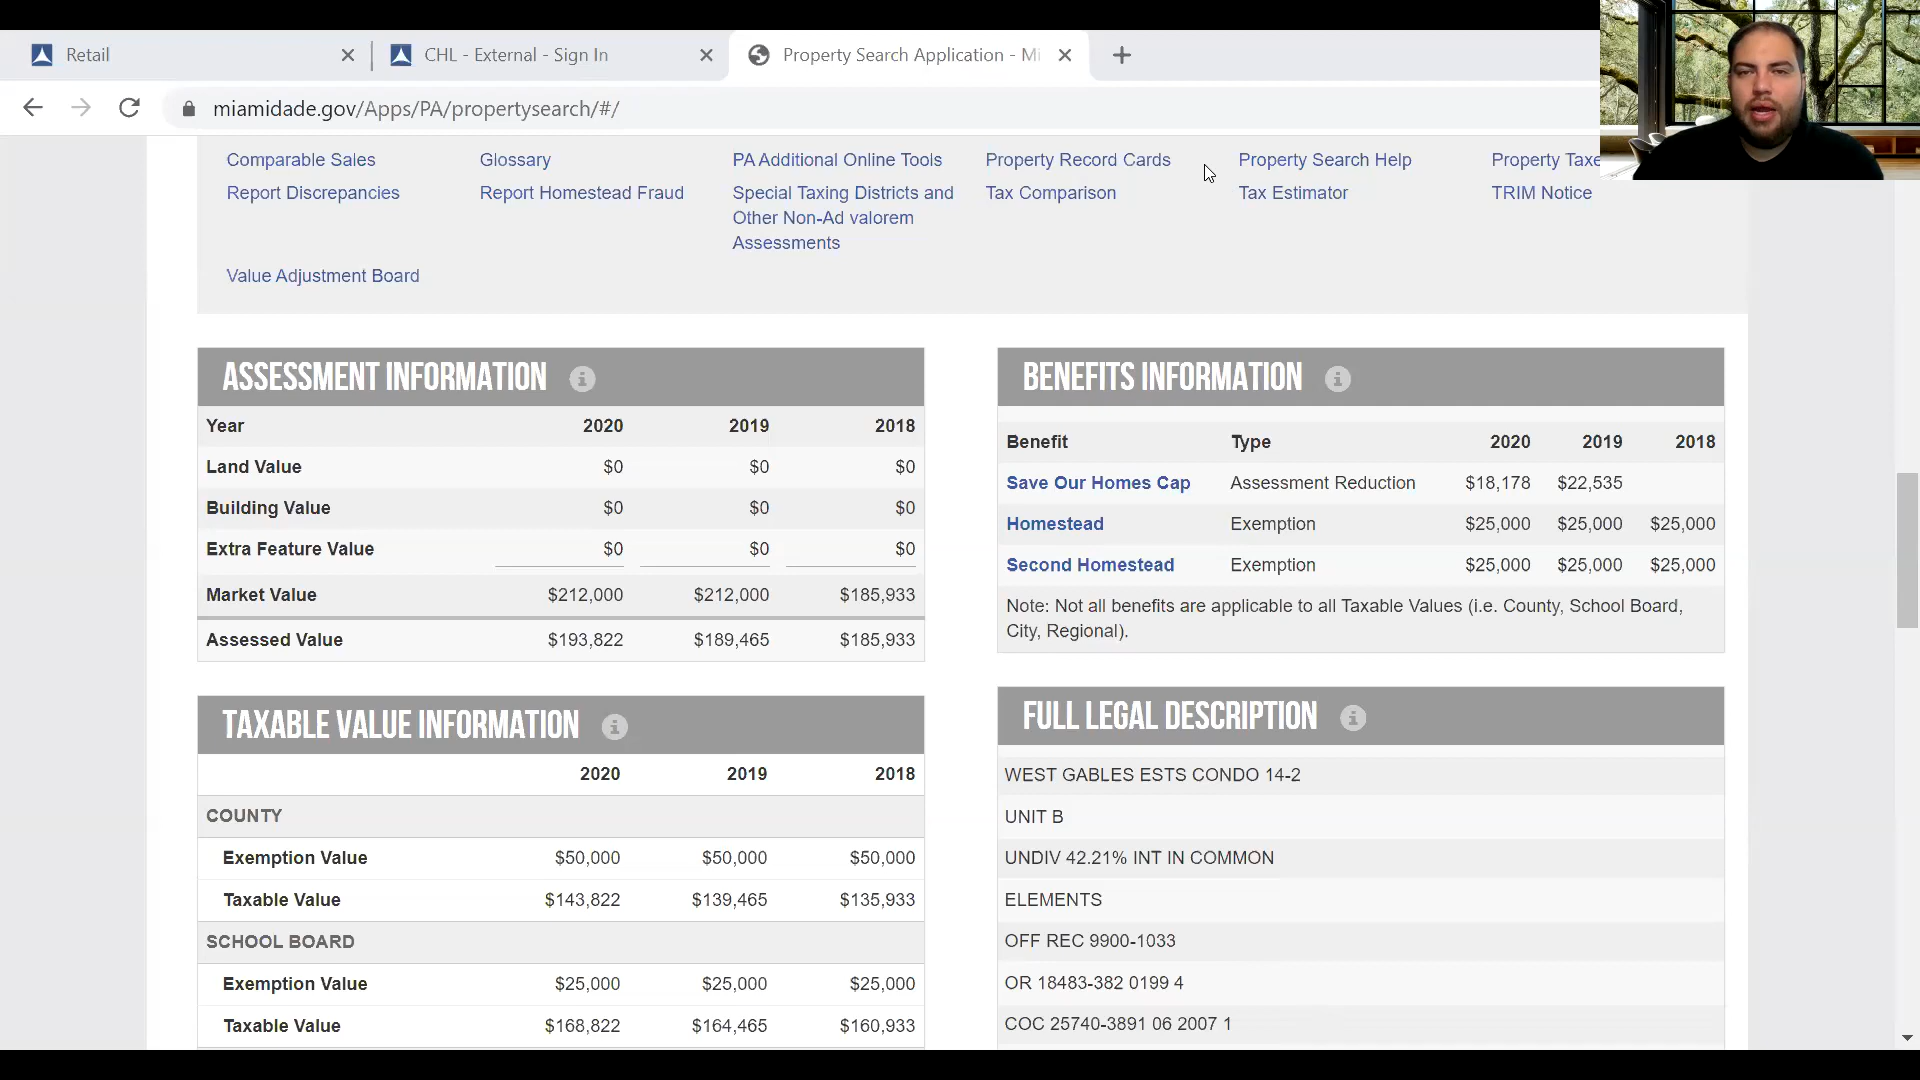 Retail
CHL - External - Sign In
Property Search Application - Mi
miamidade.gov/Apps/PA/propertysearch/#/
Comparable Sales Glossary PA Additional Online Tools Property Record Cards Property Search Help Property Taxe
Report Discrepancies Report Homestead Fraud Special Taxing Districts and Tax Comparison Tax Estimator TRIM Notice
Other Non-Ad valorem
Assessments
Value Adjustment Board
ASSESSMENT INFORMATION
Year 2020 2019 2018
Land Value $0 $0 $0
Building Value $0 $0 $0
Extra Feature Value $0 $0 $0
Market Value $212,000 $212,000 $185,933
Assessed Value $193,822 $189,465 $185,933
BENEFITS INFORMATION
Benefit Type 2020 2019 2018
Save Our Homes Cap Assessment Reduction $18,178 $22,535
Homestead Exemption $25,000 $25,000 $25,000
Second Homestead Exemption $25,000 $25,000 $25,000
Note: Not all benefits are applicable to all Taxable Values (i.e. County, School Board,
City, Regional).
TAXABLE VALUE INFORMATION
2020 2019 2018
COUNTY
Exemption Value $50,000 $50,000 $50,000
Taxable Value $143,822 $139,465 $135,933
SCHOOL BOARD
Exemption Value $25,000 $25,000 $25,000
Taxable Value $168,822 $164,465 $160,933
FULL LEGAL DESCRIPTION
WEST GABLES ESTS CONDO 14-2
UNIT B
UNDIV 42.21% INT IN COMMON
ELEMENTS
OFF REC 9900-1033
OR 18483-382 0199 4
COC 25740-3891 06 2007 1